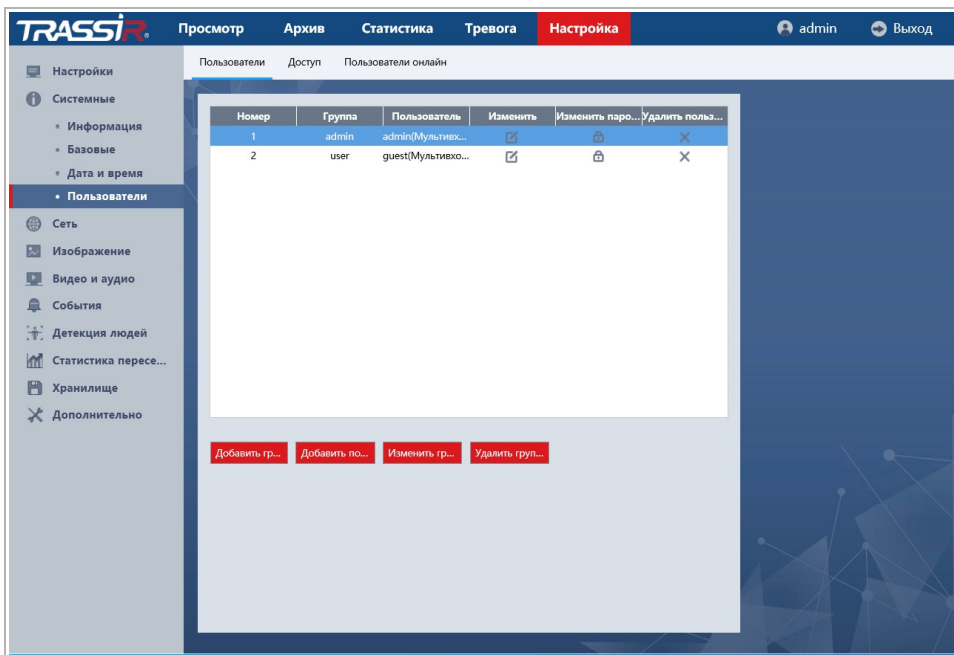 TRASSIR®
Просмотр Архив Статистика Тревога Настройка admin Выход
Пользователи Доступ Пользователи онлайн
Настройки
Системные
Информация
Базовые
Дата и время
Пользователи
Сеть
Изображение
Видео и аудио
События
Детекция людей
Статистика пересе...
Хранилище
Дополнительно
Номер Группа Пользователь Изменить Изменить паро... Удалить польз...
1 admin admin(Мультивх...
2 user guest(Мультивхо...
Добавить гр... Добавить по... Изменить гр... Удалить груп...